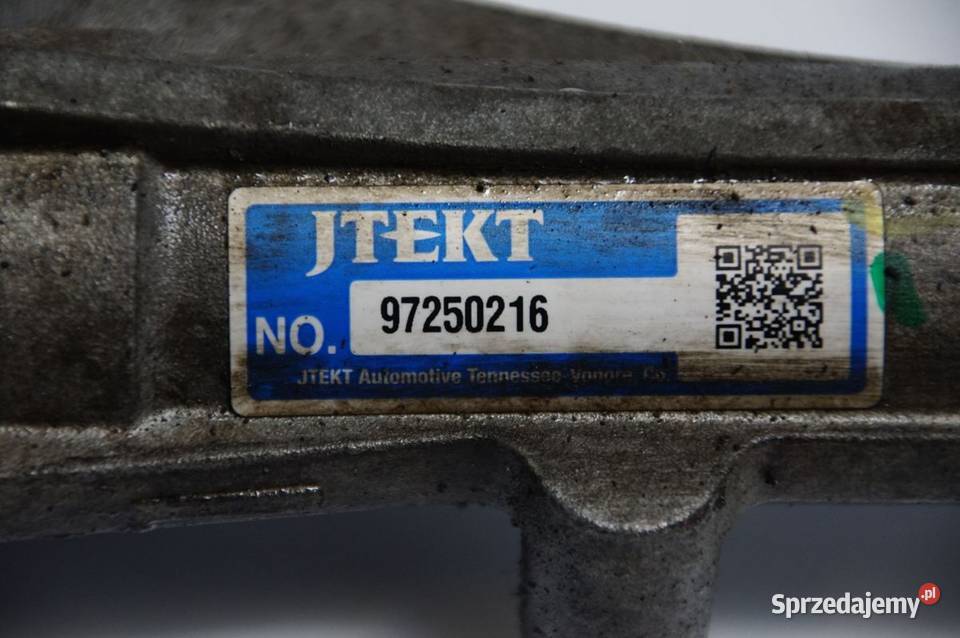 JTEKT
NO. 97250216
JTEKT Automotive Tennessee-Vonore, Co.
Sprzedajemy.pl